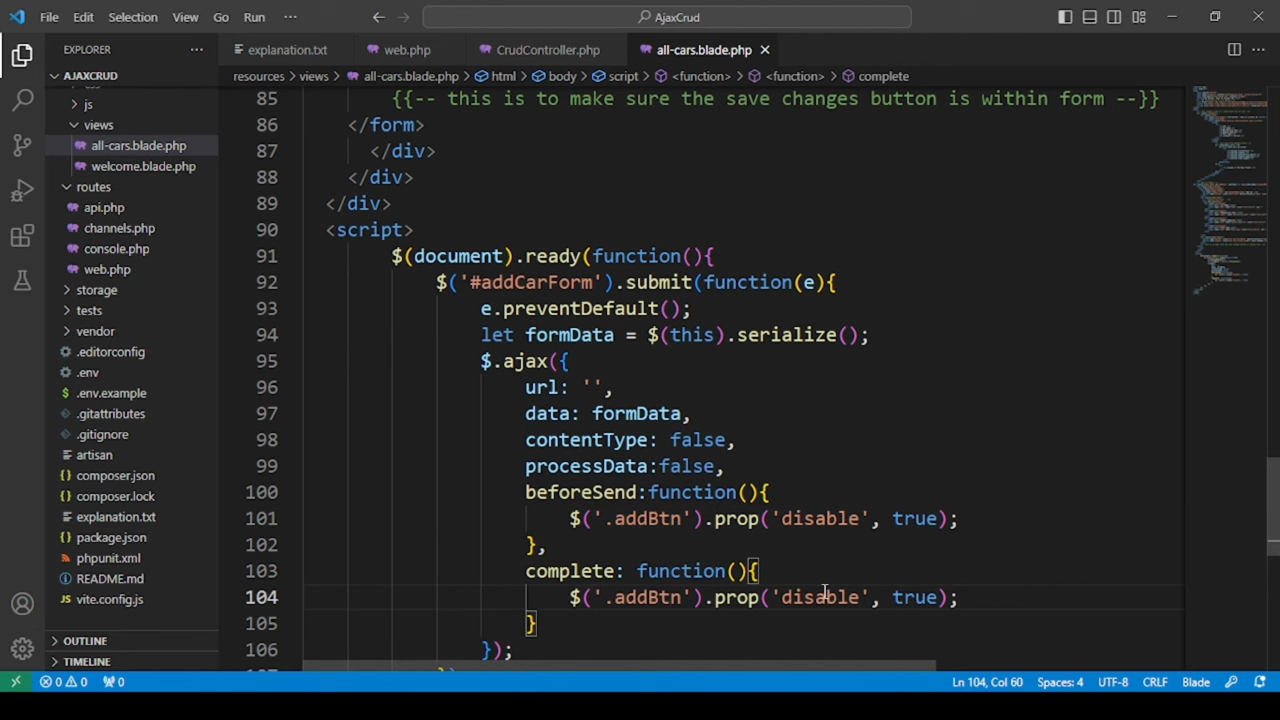 File Edit Selection View Go Run ··· AjaxCrud
EXPLORER ··· explanation.txt web.php CrudController.php all-cars.blade.php
AJAXCRUD
resources > views > all-cars.blade.php > html > body > script > <function> > <function> > complete
js
views
all-cars.blade.php
welcome.blade.php
routes
api.php
channels.php
console.php
web.php
storage
tests
vendor
.editorconfig
.env
.env.example
.gitattributes
.gitignore
artisan
composer.json
composer.lock
explanation.txt
package.json
phpunit.xml
README.md
vite.config.js
OUTLINE
TIMELINE
85 {{-- this is to make sure the save changes button is within form --}}
86 </form>
87 </div>
88 </div>
89 </div>
90 <script>
91 $(document).ready(function(){
92 $('#addCarForm').submit(function(e){
93 e.preventDefault();
94 let formData = $(this).serialize();
95 $.ajax({
96 url: '',
97 data: formData,
98 contentType: false,
99 processData:false,
100 beforeSend:function(){
101 $('.addBtn').prop('disable', true);
102 },
103 complete: function(){
104 $('.addBtn').prop('disable', true);
105 }
106 });
0 0 0 Ln 104, Col 60 Spaces: 4 UTF-8 CRLF Blade